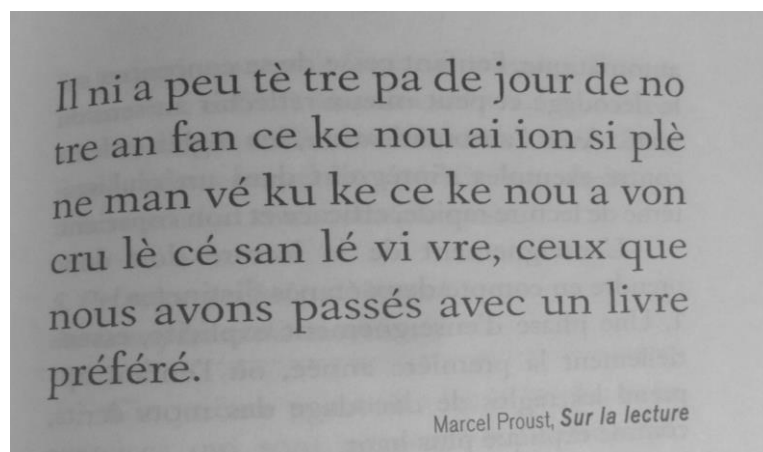 Il ni a peu tè tre pa de jour de no
tre an fan ce ke nou ai ion si plè
ne man vé ku ke ce ke nou a von
cru lè cé san lé vi vre, ceux que
nous avons passés avec un livre
préféré.
Marcel Proust, Sur la lecture